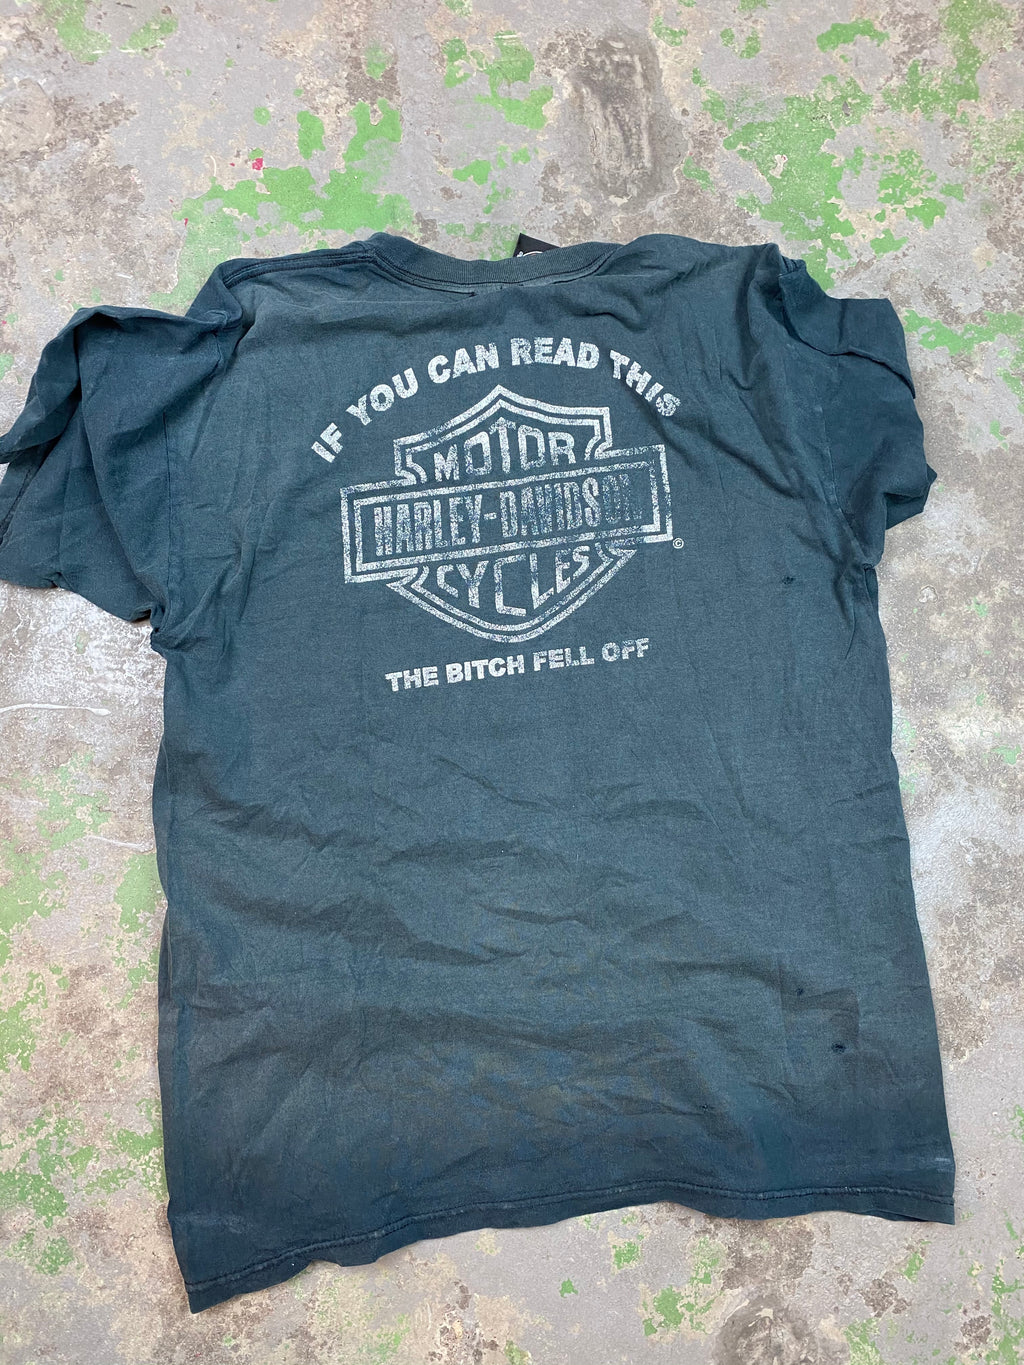 IF YOU CAN READ THIS
MOTOR
HARLEY-DAVIDSON
CYCLES
©
THE BITCH FELL OFF